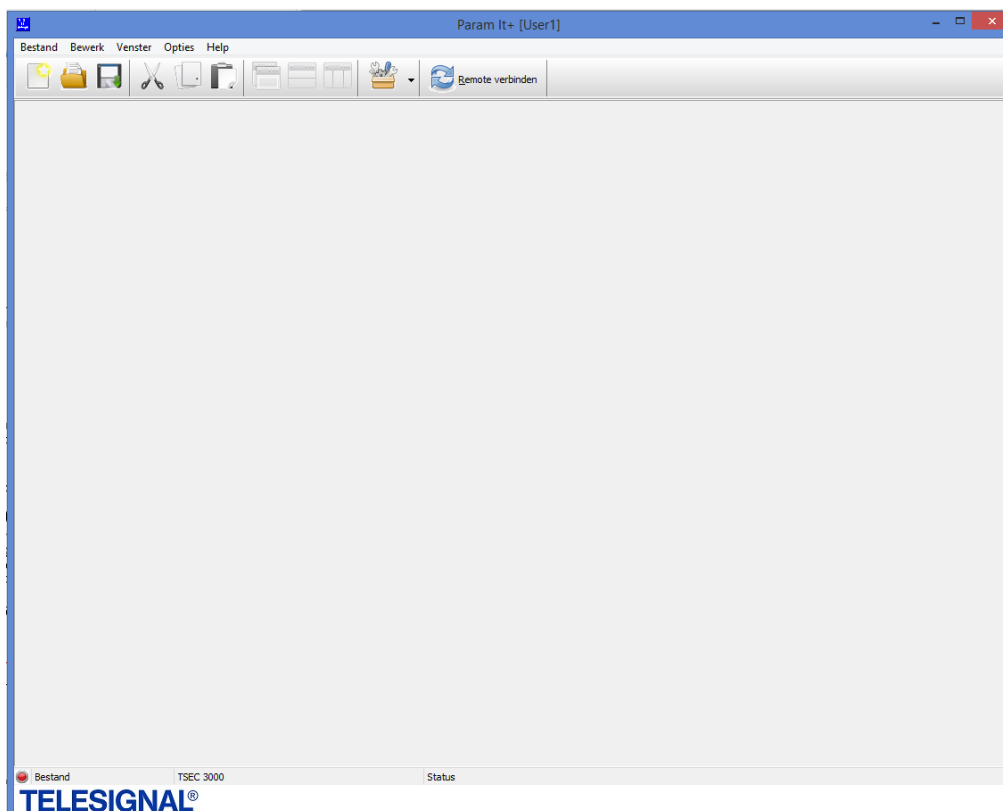 Param It+ [User1]
Bestand Bewerk Venster Opties Help
Remote verbinden
Bestand TSEC 3000 Status
TELESIGNAL®